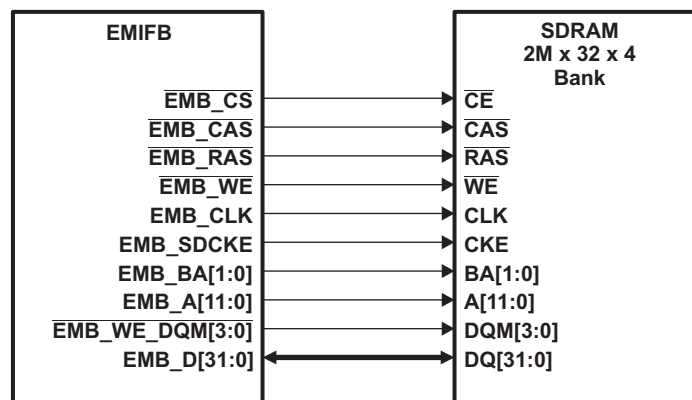 EMIFB
EMB_CS
EMB_CAS
EMB_RAS
EMB_WE
EMB_CLK
EMB_SDCKE
EMB_BA[1:0]
EMB_A[11:0]
EMB_WE_DQM[3:0]
EMB_D[31:0]
SDRAM
2M x 32 x 4
Bank
CE
CAS
RAS
WE
CLK
CKE
BA[1:0]
A[11:0]
DQM[3:0]
DQ[31:0]